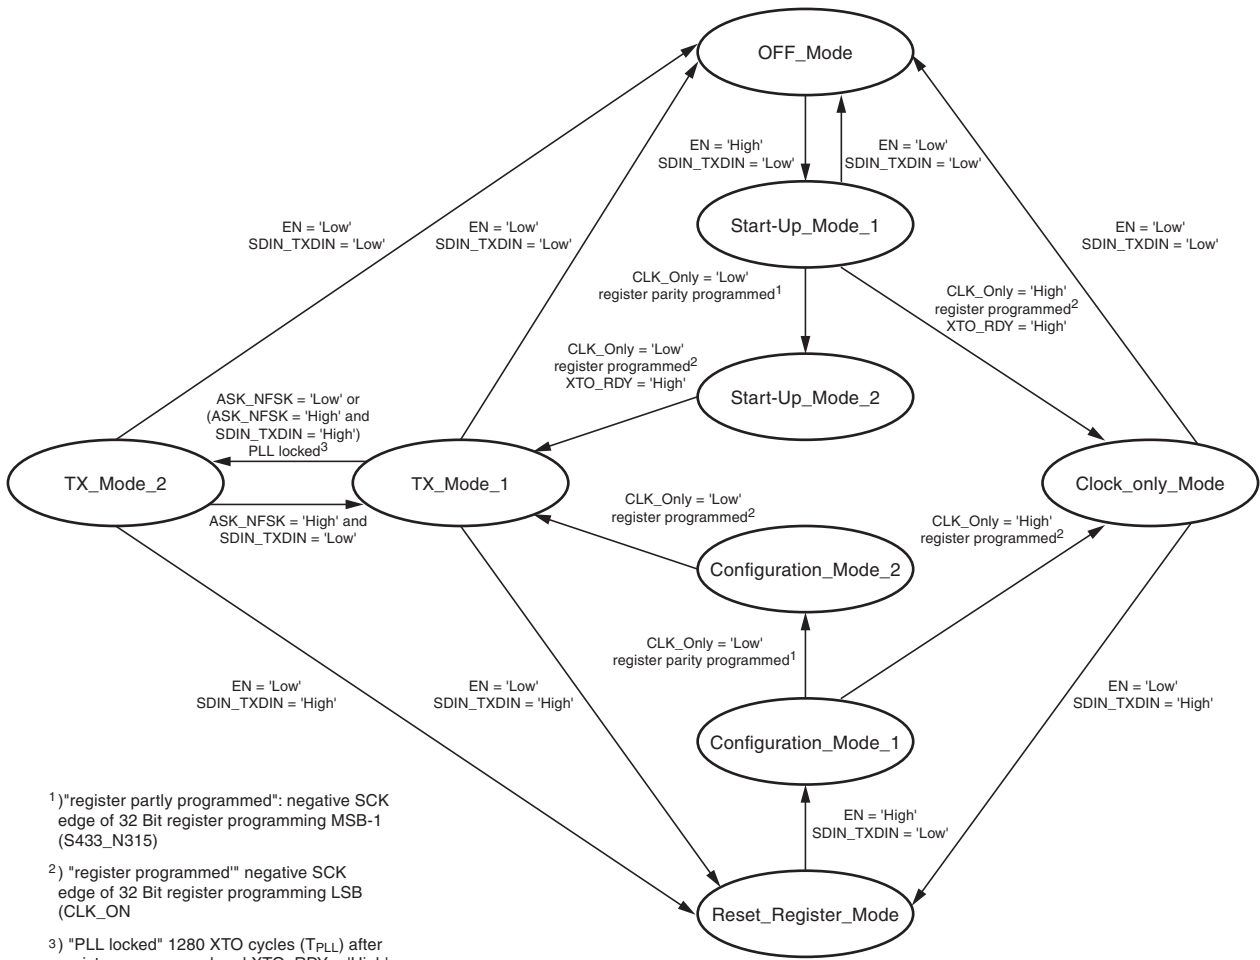 OFF_Mode
EN = 'High'
SDIN_TXDIN = 'Low'
EN = 'Low'
SDIN_TXDIN = 'Low'
Start-Up_Mode_1
EN = 'Low'
SDIN_TXDIN = 'Low'
EN = 'Low'
SDIN_TXDIN = 'Low'
EN = 'Low'
SDIN_TXDIN = 'Low'
CLK_Only = 'Low'
register parity programmed1
CLK_Only = 'High'
register programmed2
XTO_RDY = 'High'
CLK_Only = 'Low'
register programmed2
XTO_RDY = 'High'
Start-Up_Mode_2
ASK_NFSK = 'Low' or
(ASK_NFSK = 'High' and
SDIN_TXDIN = 'High')
PLL locked3
TX_Mode_2
TX_Mode_1
Clock_only_Mode
ASK_NFSK = 'High' and
SDIN_TXDIN = 'Low'
CLK_Only = 'Low'
register programmed2
CLK_Only = 'High'
register programmed2
Configuration_Mode_2
CLK_Only = 'Low'
register parity programmed1
EN = 'Low'
SDIN_TXDIN = 'High'
EN = 'Low'
SDIN_TXDIN = 'High'
EN = 'Low'
SDIN_TXDIN = 'High'
Configuration_Mode_1
EN = 'High'
SDIN_TXDIN = 'Low'
Reset_Register_Mode
1)"register partly programmed": negative SCK
edge of 32 Bit register programming MSB-1
(S433_N315)
2) "register programmed'" negative SCK
edge of 32 Bit register programming LSB
(CLK_ON
3) "PLL locked" 1280 XTO cycles (TPLL) after